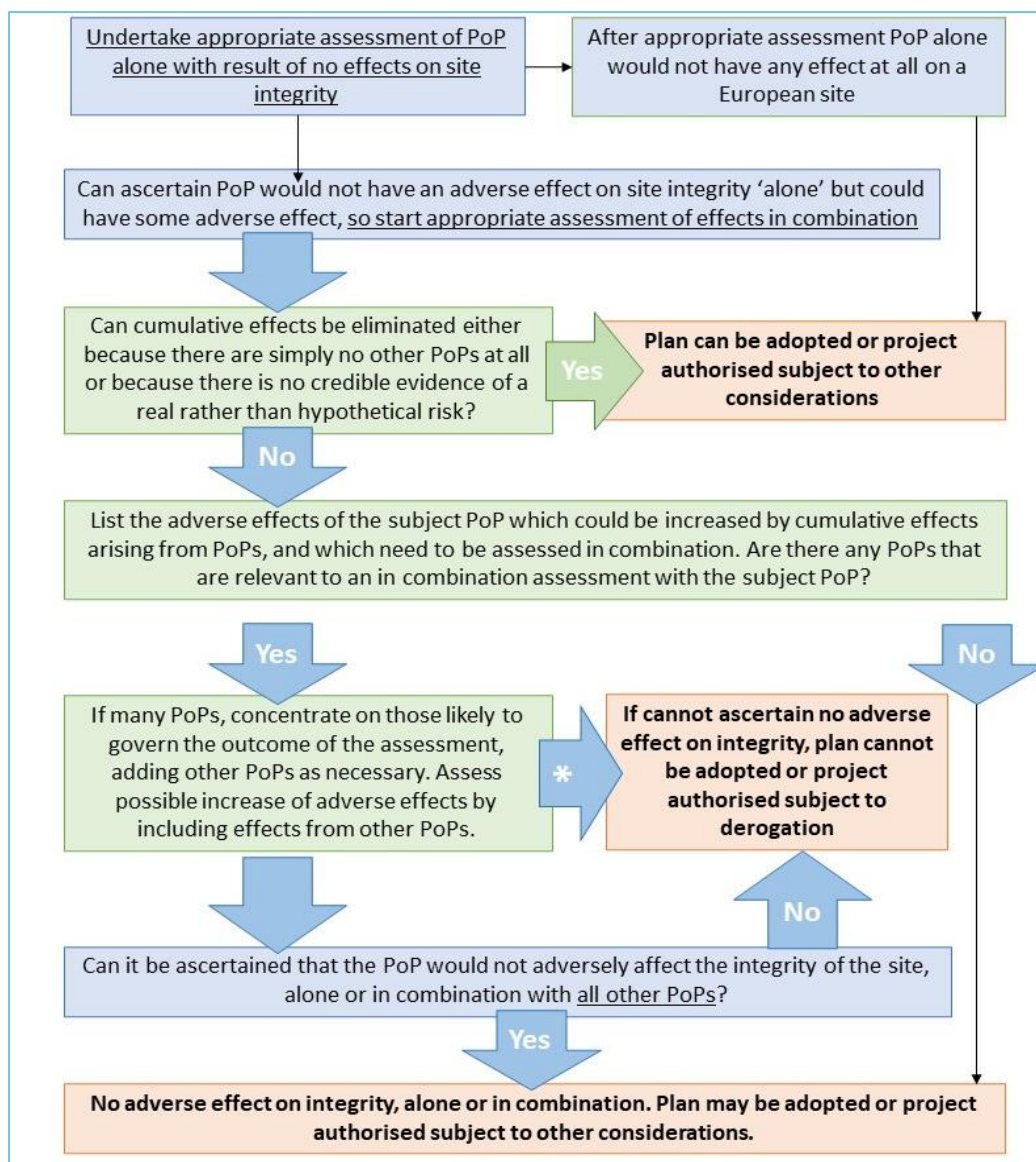 Undertake appropriate assessment of PoP
alone with result of no effects on site
integrity
After appropriate assessment PoP alone
would not have any effect at all on a
European site
Can ascertain PoP would not have an adverse effect on site integrity ‘alone’ but could
have some adverse effect, so start appropriate assessment of effects in combination
Can cumulative effects be eliminated either
because there are simply no other PoPs at all
or because there is no credible evidence of a
real rather than hypothetical risk?
Yes
Plan can be adopted or project
authorised subject to other
considerations
No
List the adverse effects of the subject PoP which could be increased by cumulative effects
arising from PoPs, and which need to be assessed in combination. Are there any PoPs that
are relevant to an in combination assessment with the subject PoP?
Yes
No
If many PoPs, concentrate on those likely to
govern the outcome of the assessment,
adding other PoPs as necessary. Assess
possible increase of adverse effects by
including effects from other PoPs.
*
If cannot ascertain no adverse
effect on integrity, plan cannot
be adopted or project
authorised subject to
derogation
No
Can it be ascertained that the PoP would not adversely affect the integrity of the site,
alone or in combination with all other PoPs?
Yes
No adverse effect on integrity, alone or in combination. Plan may be adopted or project
authorised subject to other considerations.